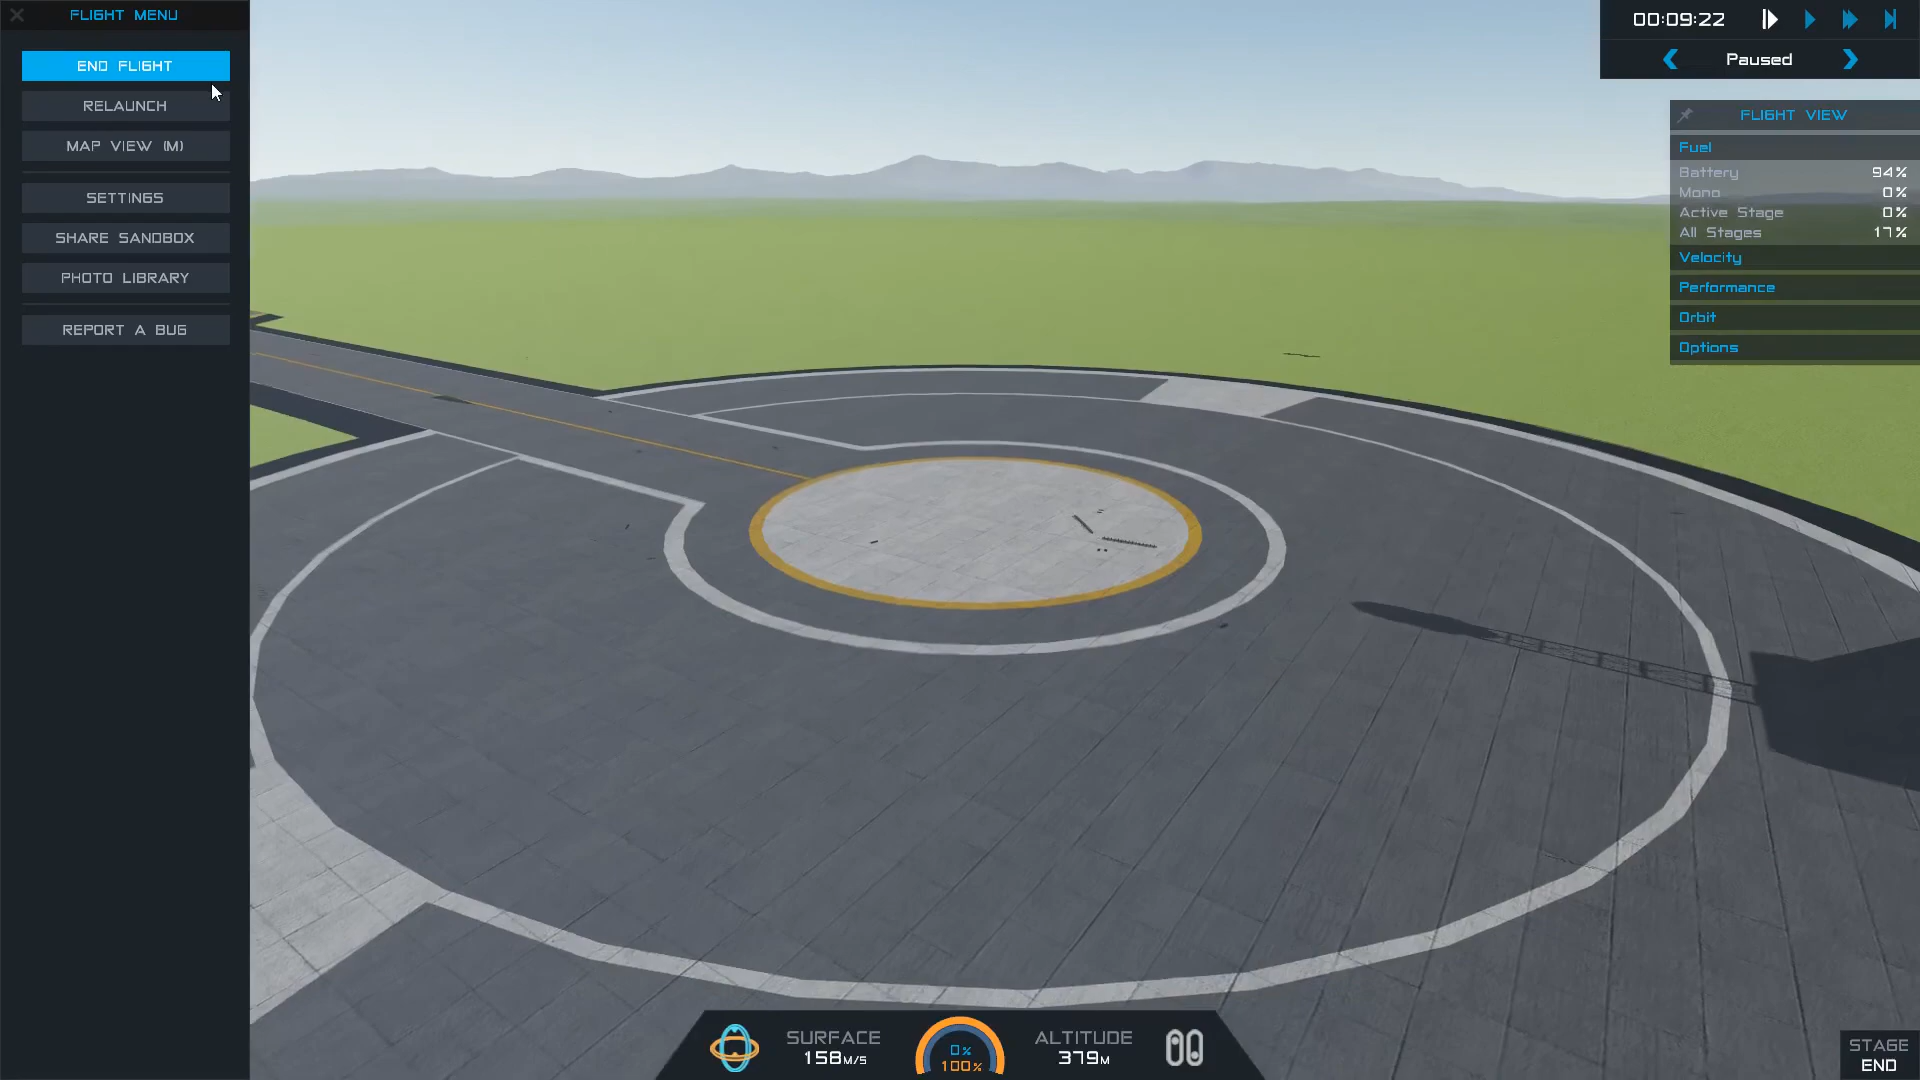 FLIGHT MENU
END FLIGHT
RELAUNCH
MAP VIEW (M)
SETTINGS
SHARE SANDBOX
PHOTO LIBRARY
REPORT A BUG
00:09:22
Paused
FLIGHT VIEW
Fuel
Battery 94%
Mono 0%
Active Stage 0%
All Stages 17%
Velocity
Performance
Orbit
Options
SURFACE
158M/S
0%
100%
ALTITUDE
379M
STAGE
END